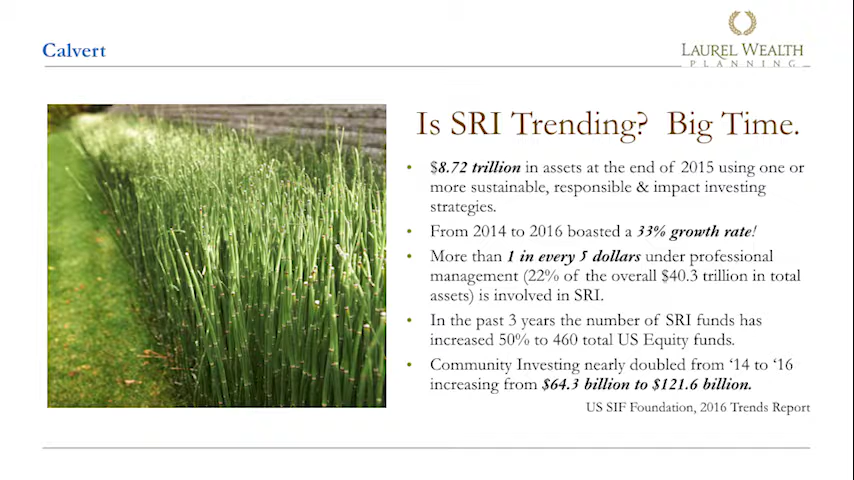 Calvert
LAUREL WEALTH
PLANNING
Is SRI Trending? Big Time.
• $8.72 trillion in assets at the end of 2015 using one or
more sustainable, responsible & impact investing
strategies.
• From 2014 to 2016 boasted a 33% growth rate!
• More than 1 in every 5 dollars under professional
management (22% of the overall $40.3 trillion in total
assets) is involved in SRI.
• In the past 3 years the number of SRI funds has
increased 50% to 460 total US Equity funds.
• Community Investing nearly doubled from ‘14 to ‘16
increasing from $64.3 billion to $121.6 billion.
US SIF Foundation, 2016 Trends Report